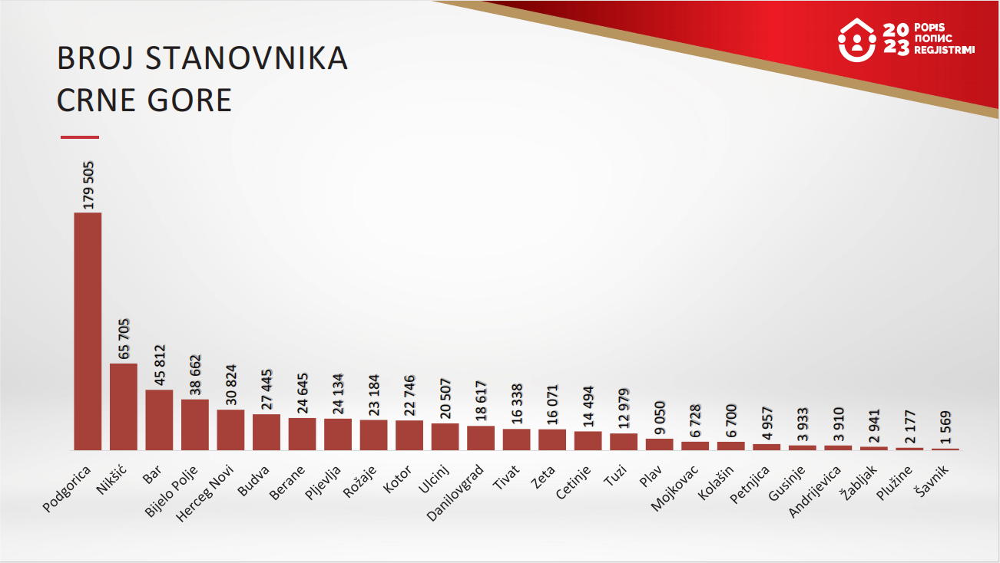 BROJ STANOVNIKA
CRNE GORE
20 POPIS
ПОПИС
23 REGJISTRIMI
179 505
65 705
45 812
38 662
30 824
27 445
24 645
24 134
23 184
22 746
20 507
18 617
16 338
16 071
14 494
12 979
9 050
6 728
6 700
4 957
3 933
3 910
2 941
2 177
1 569
Podgorica
Nikšić
Bar
Bijelo Polje
Herceg Novi
Budva
Berane
Pljevlja
Rožaje
Kotor
Ulcinj
Danilovgrad
Tivat
Zeta
Cetinje
Tuzi
Plav
Mojkovac
Kolašin
Petnjica
Gusinje
Andrijevica
Žabljak
Plužine
Šavnik